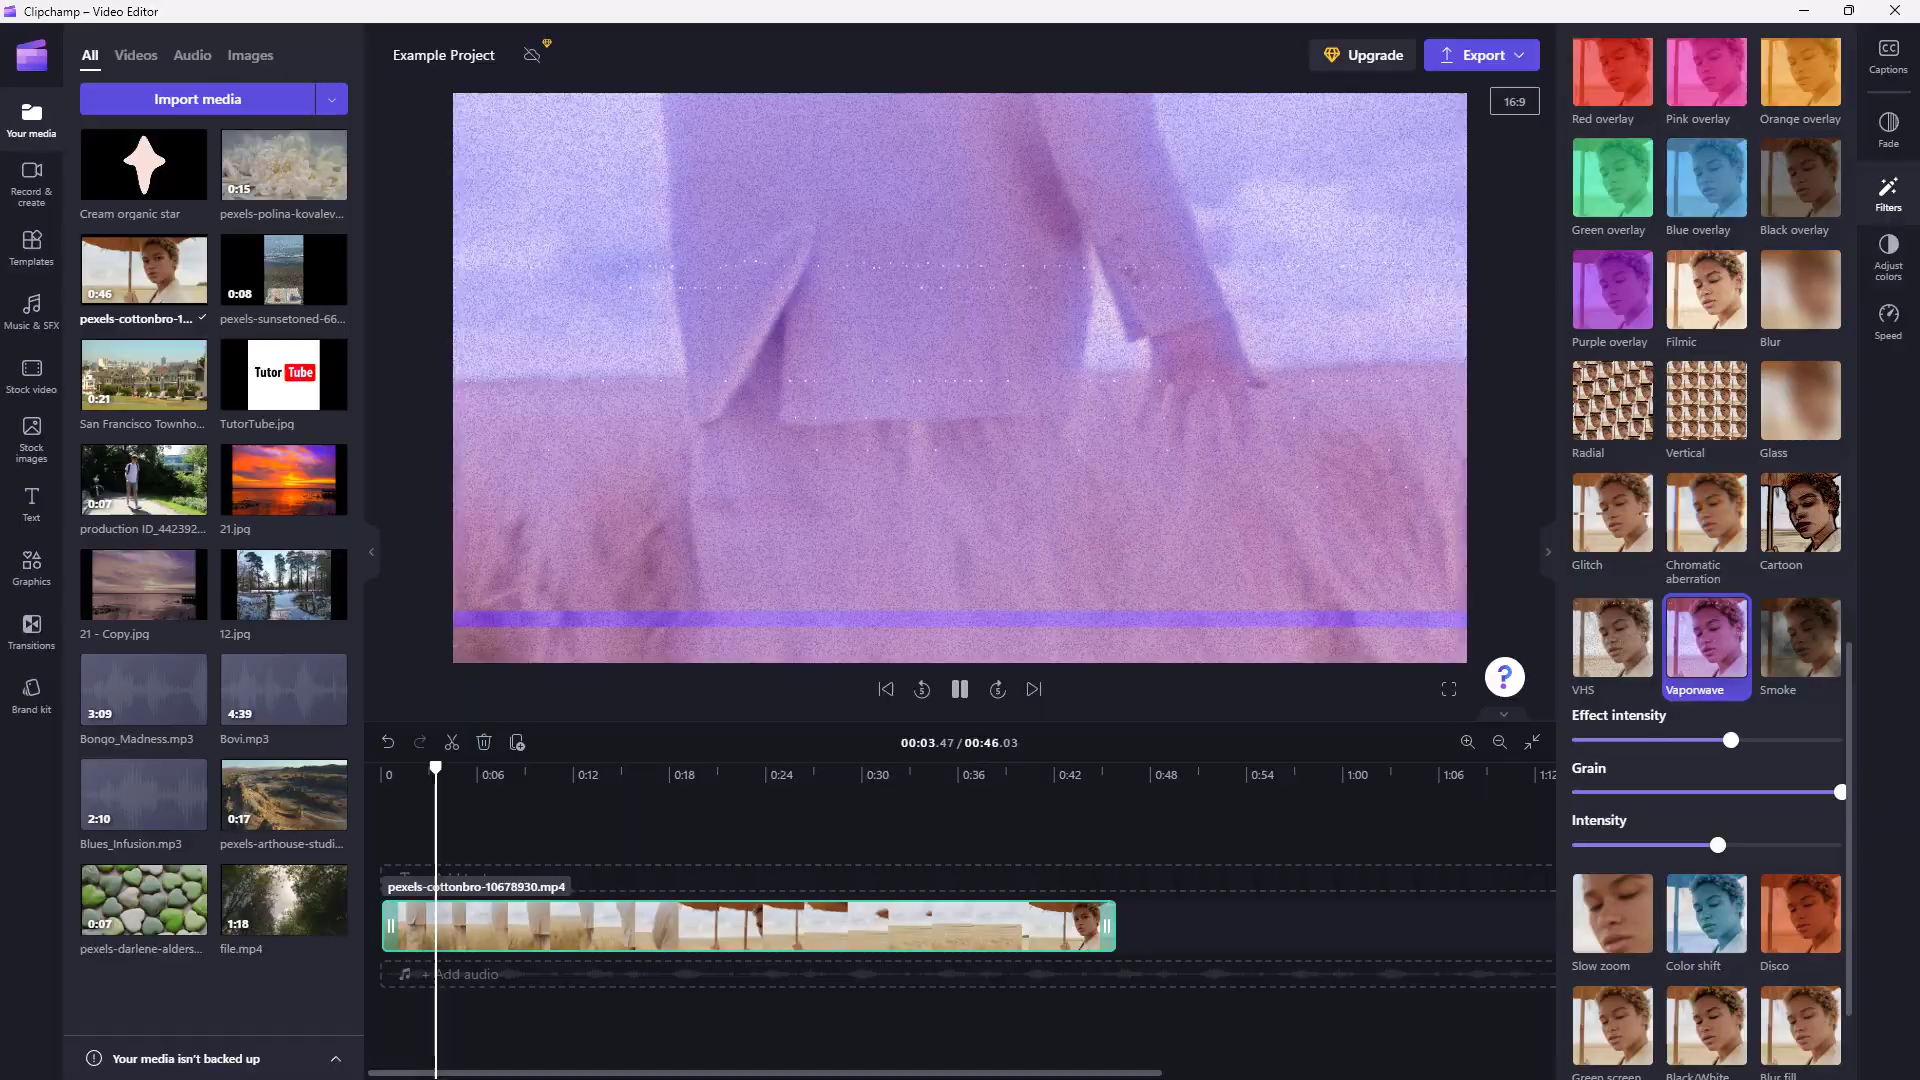 Clipchamp – Video Editor
All
Videos
Audio
Images
Import media
Your media
Record &
create
Templates
Music & SFX
Stock video
Stock
images
Text
Graphics
Transitions
Brand kit
Cream organic star
0:15
pexels-polina-kovalev...
0:46
pexels-cottonbro-1...
0:08
pexels-sunsetoned-66...
0:21
San Francisco Townho...
Tutor Tube
TutorTube.jpg
0:07
production ID_442392...
21.jpg
21 - Copy.jpg
12.jpg
3:09
Bongo_Madness.mp3
4:39
Bovi.mp3
2:10
Blues_Infusion.mp3
0:17
pexels-arthouse-studi...
0:07
pexels-darlene-alders...
1:18
file.mp4
Your media isn't backed up
Example Project
Upgrade
Export
16:9
?
5
5
00:03.47 / 00:46.03
0
0:06
0:12
0:18
0:24
0:30
0:36
0:42
0:48
0:54
1:00
1:06
1:12
pexels-cottonbro-10678930.mp4
+ Add audio
Red overlay
Pink overlay
Orange overlay
Green overlay
Blue overlay
Black overlay
Purple overlay
Filmic
Blur
Radial
Vertical
Glass
Glitch
Chromatic
aberration
Cartoon
VHS
Vaporwave
Smoke
Effect intensity
Grain
Intensity
Slow zoom
Color shift
Disco
Green screen
Black/White
Blur fill
CC
Captions
Fade
Filters
Adjust
colors
Speed